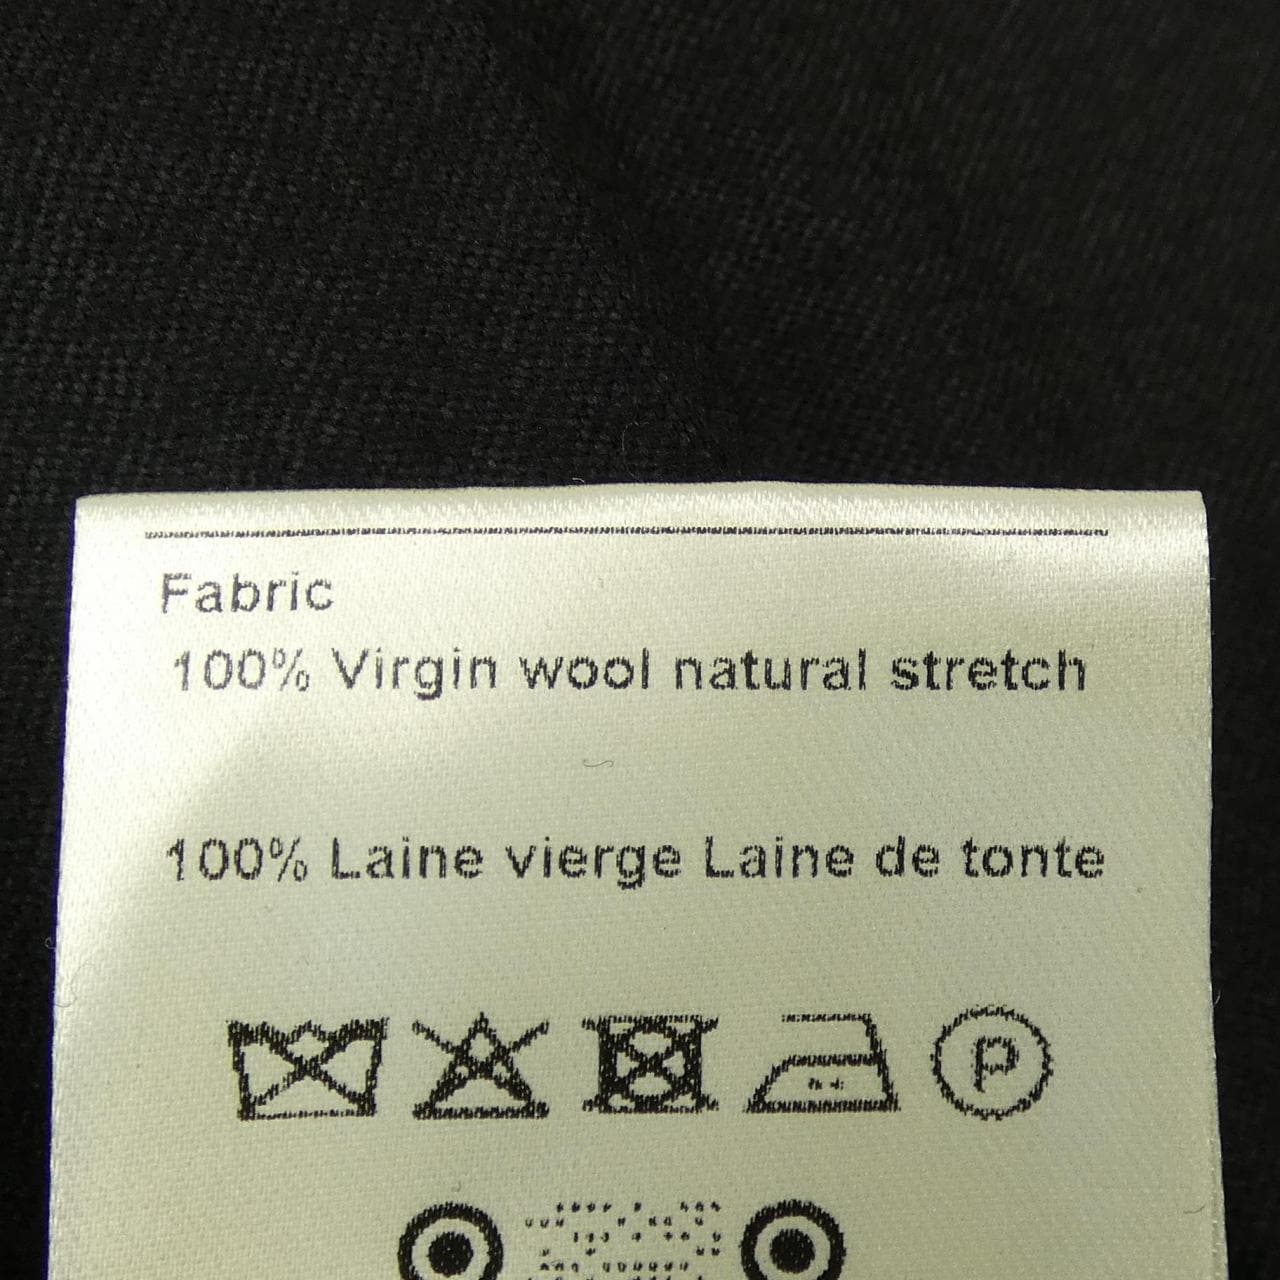 Fabric
100% Virgin wool natural stretch
100% Laine vierge Laine de tonte
P